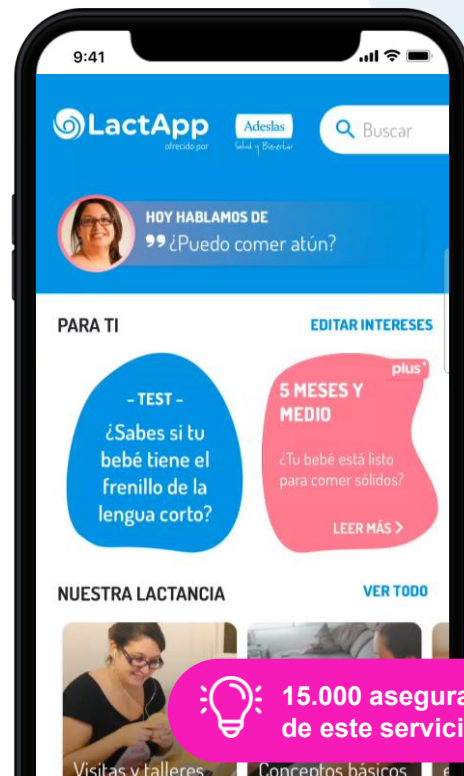 9:41
LactApp
ofrecido por
Adeslas
Salud y Bienestar
Buscar
HOY HABLAMOS DE
¿Puedo comer atún?
PARA TI
EDITAR INTERESES
- TEST -
¿Sabes si tu
bebé tiene el
frenillo de la
lengua corto?
plus+
5 MESES Y
MEDIO
¿Tu bebé está listo
para comer sólidos?
LEER MÁS >
NUESTRA LACTANCIA
VER TODO
15.000 asegura
de este servici
Visitas y talleres
Conceptos básicos